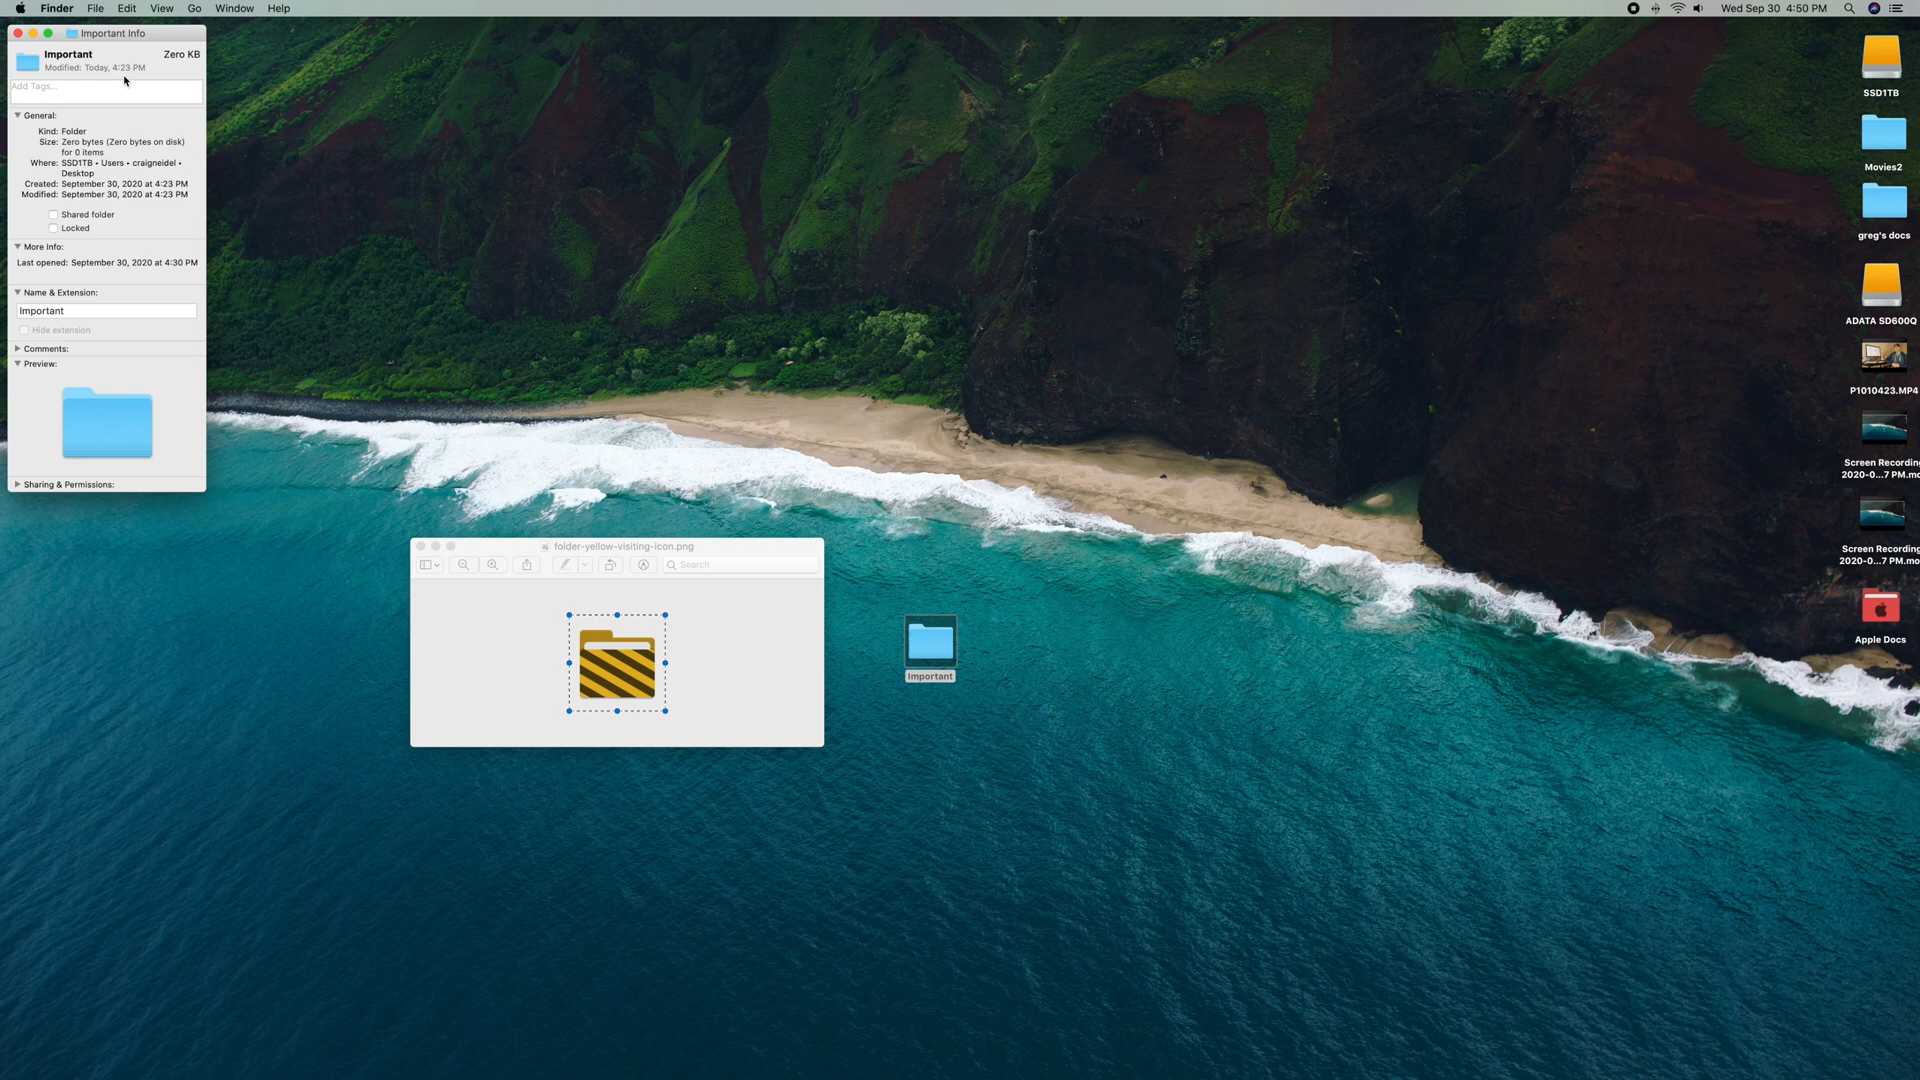 Finder File Edit View Go Window Help
Wed Sep 30 4:50 PM
Important Info
Important Zero KB
Modified: Today, 4:23 PM
Add Tags...
General:
Kind: Folder
Size: Zero bytes (Zero bytes on disk)
for 0 items
Where: SSD1TB ▸ Users ▸ craigneidel ▸
Desktop
Created: September 30, 2020 at 4:23 PM
Modified: September 30, 2020 at 4:23 PM
Shared folder
Locked
More Info:
Last opened: September 30, 2020 at 4:30 PM
Name & Extension:
Important
Hide extension
Comments:
Preview:
Sharing & Permissions:
folder-yellow-visiting-icon.png
Search
Important
SSD1TB
Movies2
greg's docs
ADATA SD600Q
P1010423.MP4
Screen Recording
2020-0...7 PM.mo
Screen Recording
2020-0...7 PM.mo
Apple Docs